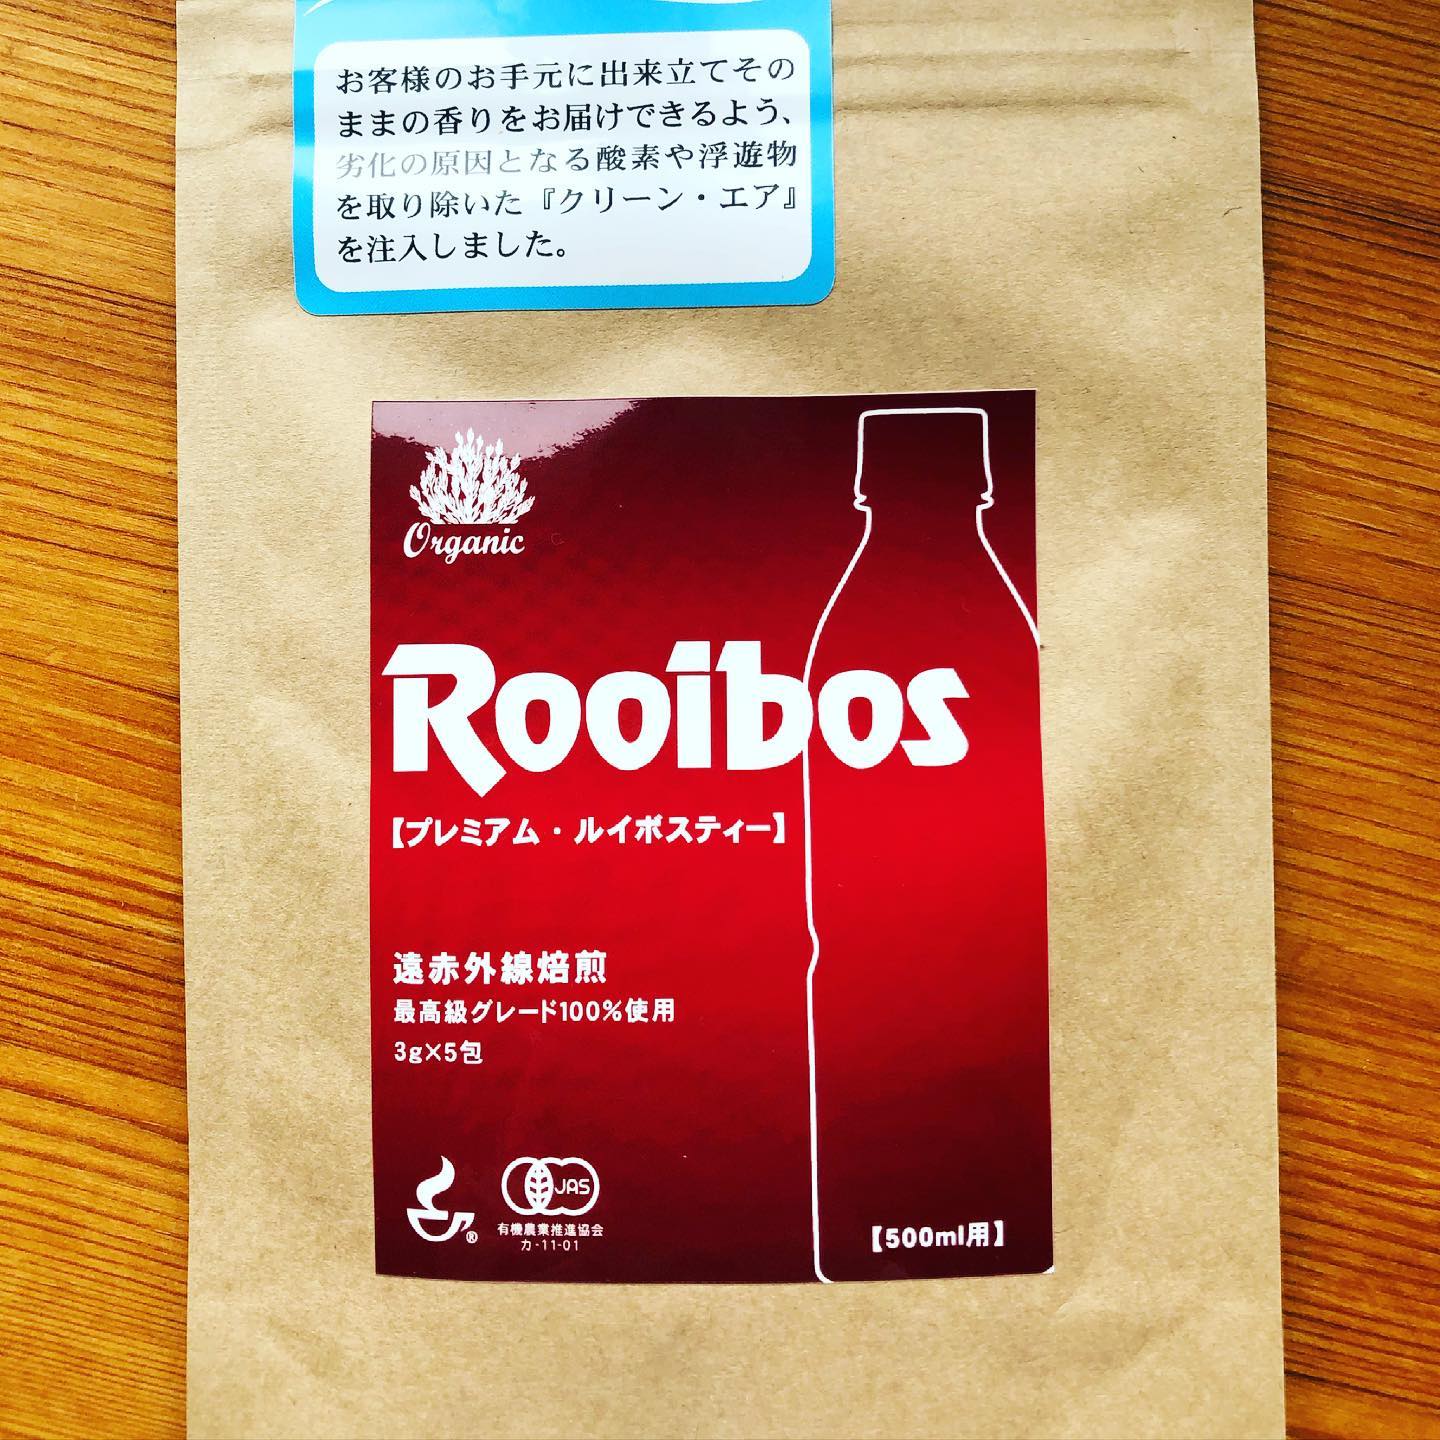 お客様のお手元に出来立てその
ままの香りをお届けできるよう、
劣化の原因となる酸素や浮遊物
を取り除いた『クリーン・エア』
を注入しました。
Organic
Rooibos
【プレミアム・ルイボスティー】
遠赤外線焙煎
最高級グレード100%使用
3g×5包
®
JAS
有機農業推進協会
カ-11-01
【500ml用】